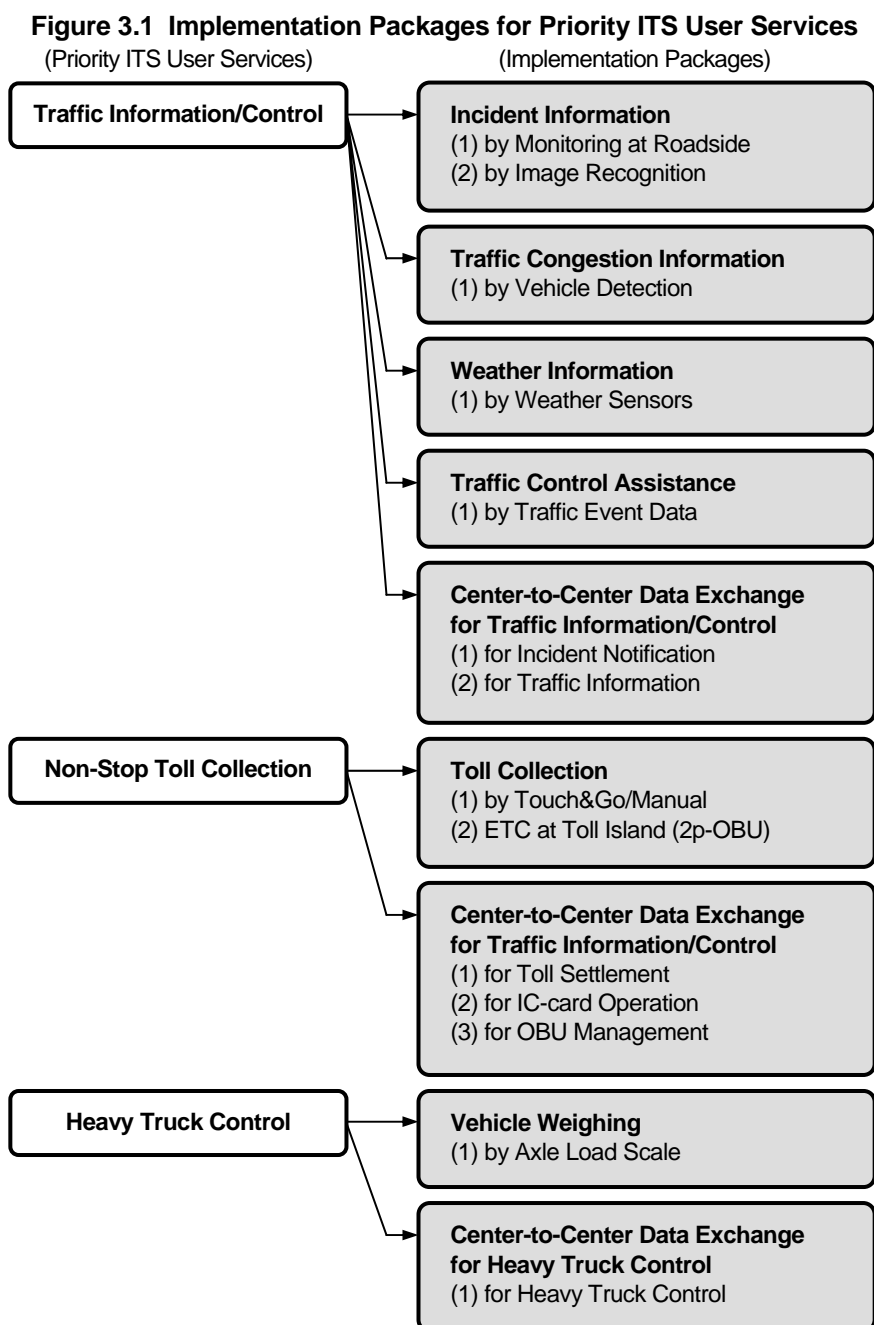 Figure 3.1  Implementation Packages for Priority ITS User Services
(Priority ITS User Services)
(Implementation Packages)
Traffic Information/Control
Incident Information
(1) by Monitoring at Roadside
(2) by Image Recognition
Traffic Congestion Information
(1) by Vehicle Detection
Weather Information
(1) by Weather Sensors
Traffic Control Assistance
(1) by Traffic Event Data
Center-to-Center Data Exchange
for Traffic Information/Control
(1) for Incident Notification
(2) for Traffic Information
Non-Stop Toll Collection
Toll Collection
(1) by Touch&Go/Manual
(2) ETC at Toll Island (2p-OBU)
Center-to-Center Data Exchange
for Traffic Information/Control
(1) for Toll Settlement
(2) for IC-card Operation
(3) for OBU Management
Heavy Truck Control
Vehicle Weighing
(1) by Axle Load Scale
Center-to-Center Data Exchange
for Heavy Truck Control
(1) for Heavy Truck Control